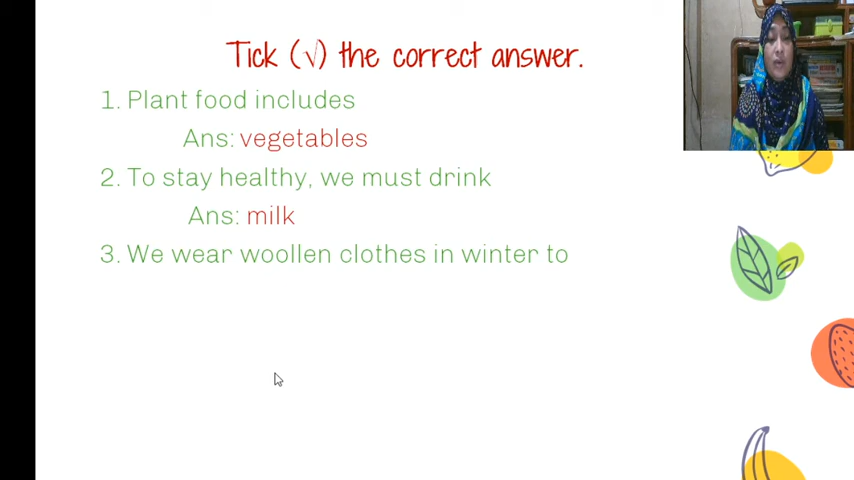 Tick (√) the correct answer.
1. Plant food includes
Ans: vegetables
2. To stay healthy, we must drink
Ans: milk
3. We wear woollen clothes in winter to